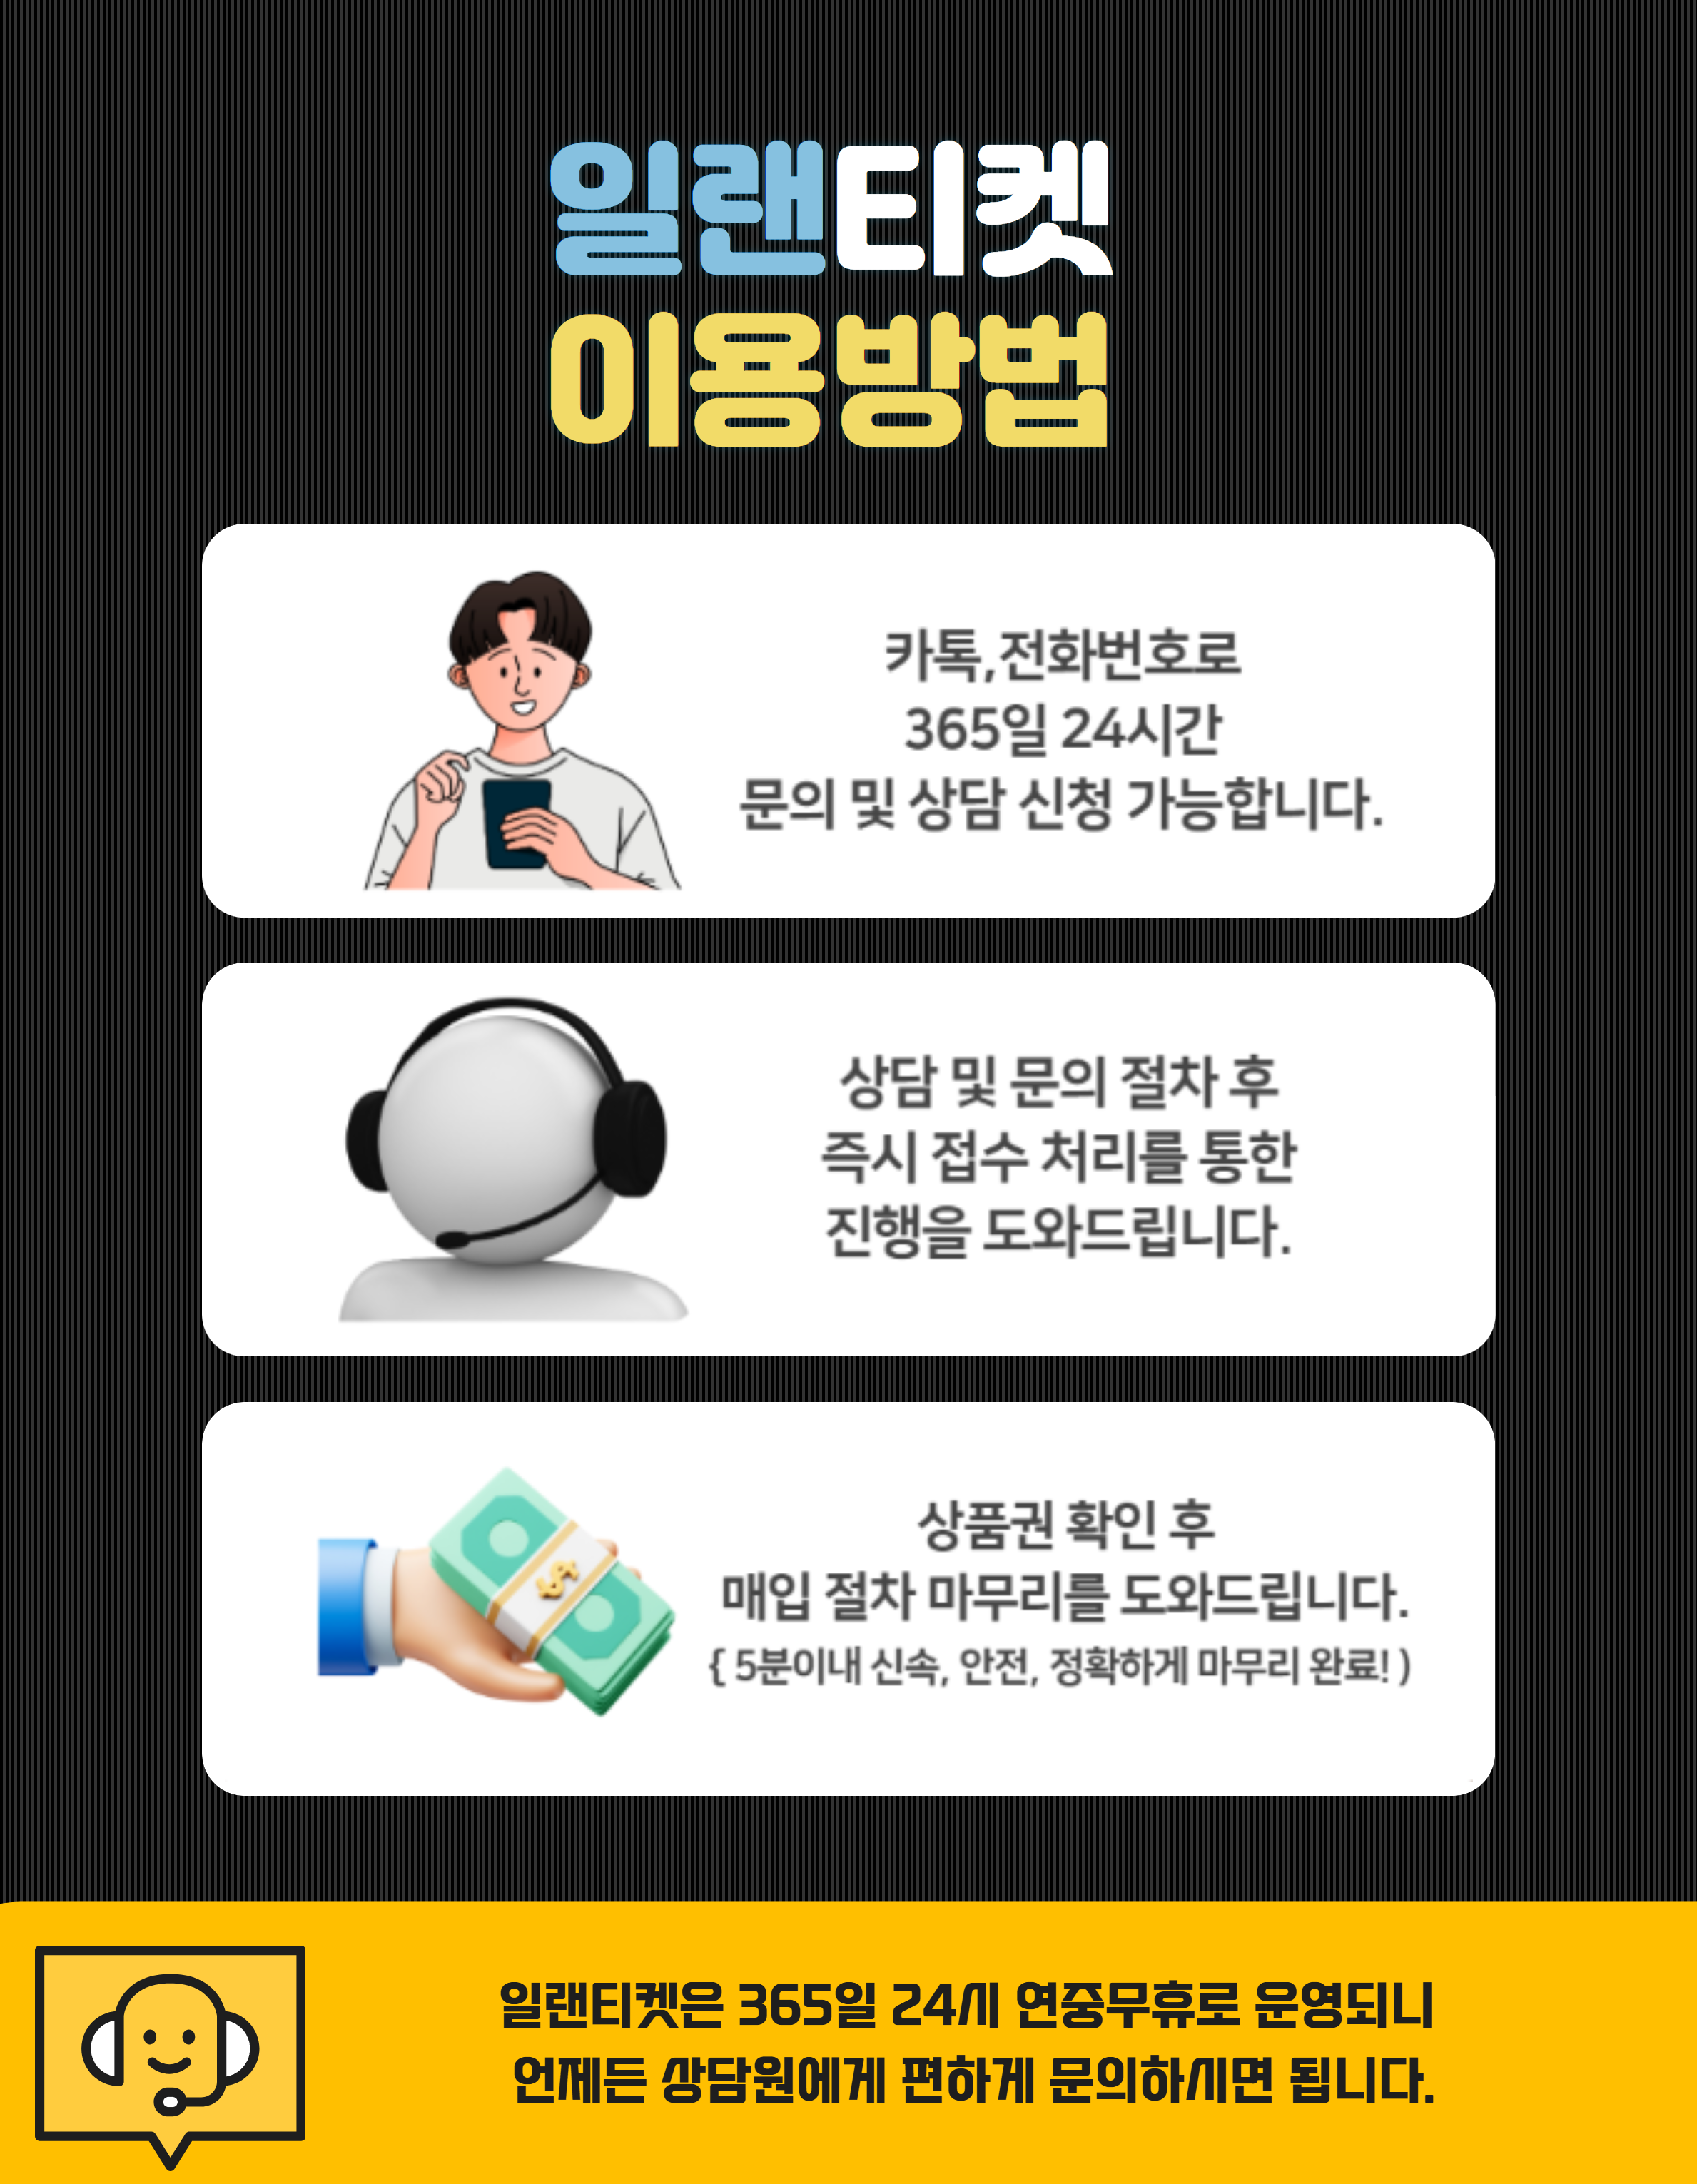 일랜티켓
이용방법
카톡,전화번호로
365일 24시간
문의 및 상담 신청 가능합니다.
상담 및 문의 절차 후
즉시 접수 처리를 통한
진행을 도와드립니다.
상품권 확인 후
매입 절차 마무리를 도와드립니다.
{ 5분이내 신속, 안전, 정확하게 마무리 완료! )
일랜티켓은 365일 24시 연중무휴로 운영되니
언제든 상담원에게 편하게 문의하시면 됩니다.